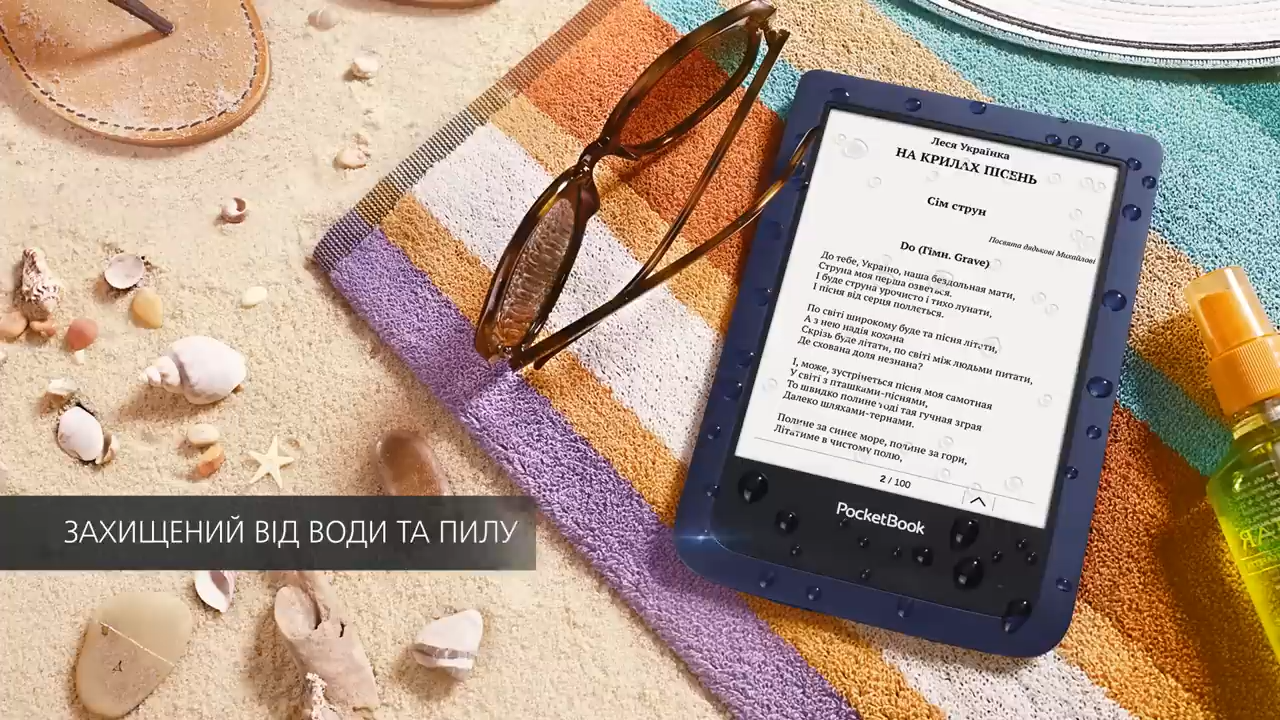 Леся Українка
НА КРИЛАХ ПІСЕНЬ
Сім струн
Посвята дядькові Михайлові
Do (Гімн. Grave)
До тебе, Україно, наша бездольная мати,
Струна моя перша озветься.
І буде струна урочисто і тихо лунати,
І пісня від серця поллється.
По світі широкому буде та пісня літати,
А з нею надія кохана
Скрізь буде літати, по світі між людьми питати,
Де схована доля незнана?
І, може, зустрінеться пісня моя самотная
У світі з пташками-піснями,
То швидко полине тоді тая гучная зграя
Далеко шляхами-тернами.
Полине за синєє море, полине за гори,
Літатиме в чистому полю,
2 / 100
PocketBook
ЗАХИЩЕНИЙ ВІД ВОДИ ТА ПИЛУ